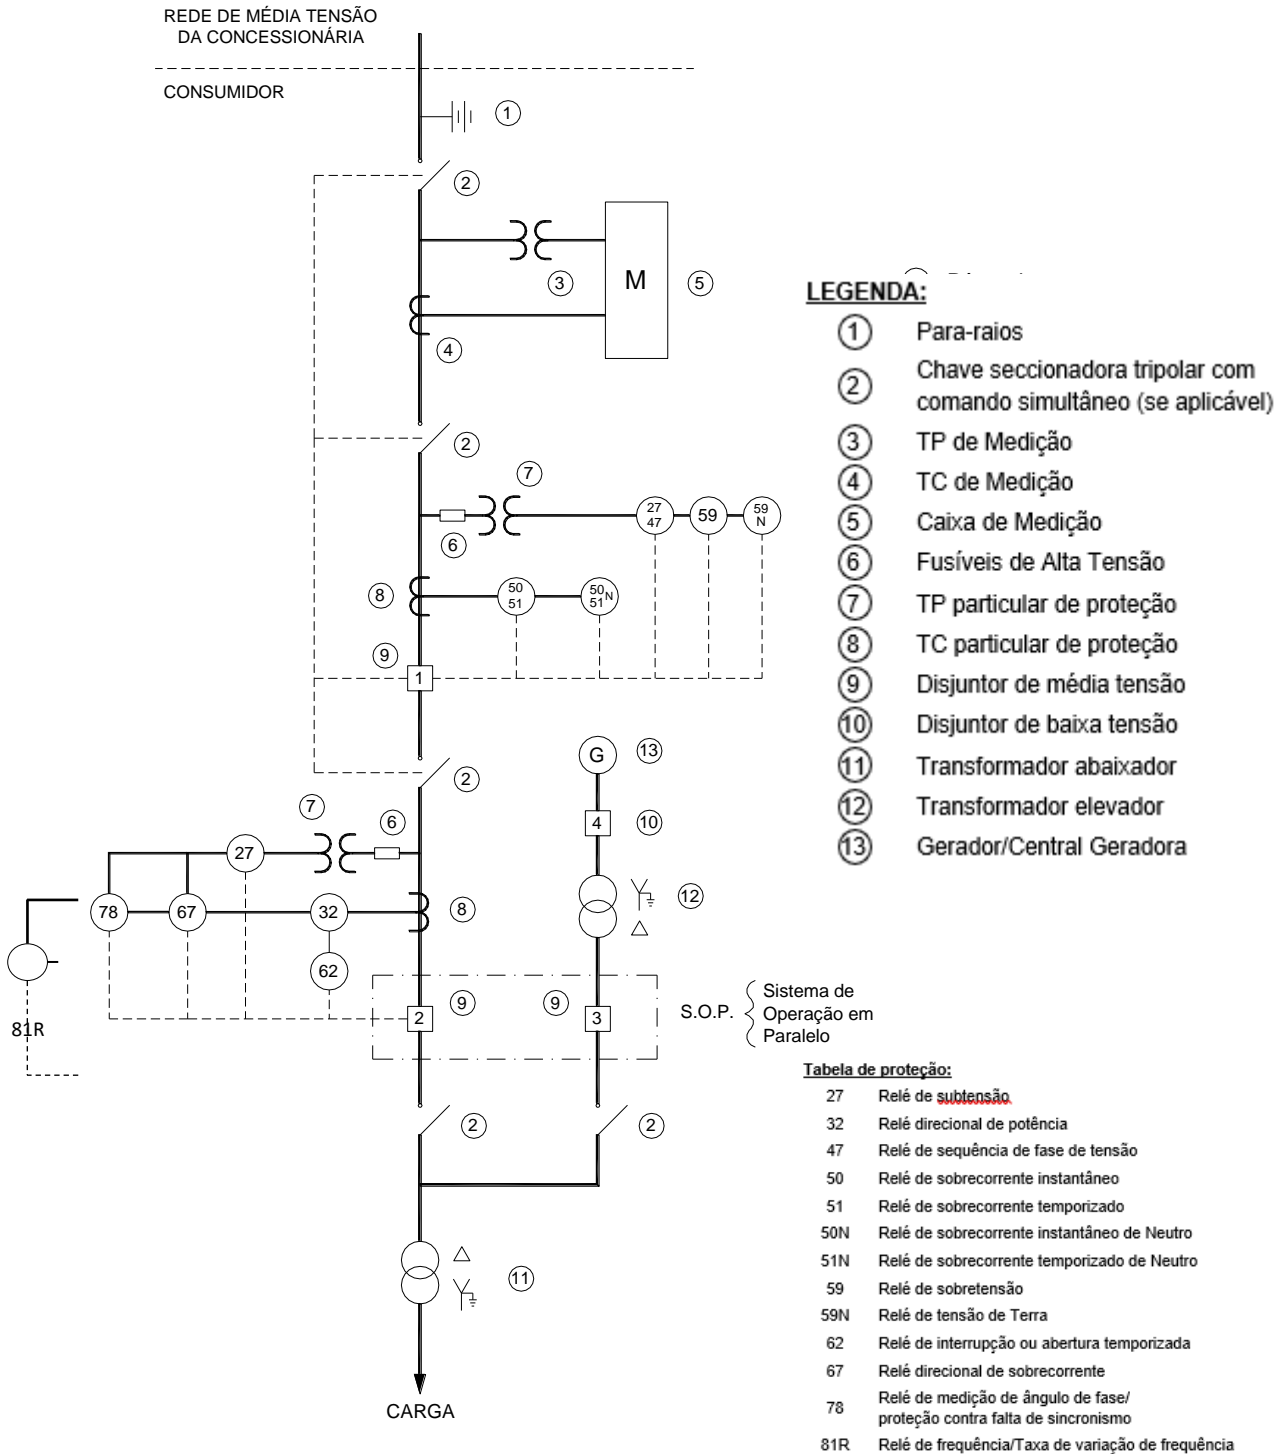 REDE DE MÉDIA TENSÃO
DA CONCESSIONÁRIA
CONSUMIDOR
1
2
3
M
5
4
2
7
6
27
47
59
59
N
8
50
51
50
51
N
9
1
2
G
13
7
6
4
10
27
12
78
67
32
8
62
9
9
2
3
S.O.P.
Sistema de
Operação em
Paralelo
81R
2
2
11
CARGA
LEGENDA:
1 Para-raios
2 Chave seccionadora tripolar com
comando simultâneo (se aplicável)
3 TP de Medição
4 TC de Medição
5 Caixa de Medição
6 Fusíveis de Alta Tensão
7 TP particular de proteção
8 TC particular de proteção
9 Disjuntor de média tensão
10 Disjuntor de baixa tensão
11 Transformador abaixador
12 Transformador elevador
13 Gerador/Central Geradora
Tabela de proteção:
27 Relé de subtensão
32 Relé direcional de potência
47 Relé de sequência de fase de tensão
50 Relé de sobrecorrente instantâneo
51 Relé de sobrecorrente temporizado
50N Relé de sobrecorrente instantâneo de Neutro
51N Relé de sobrecorrente temporizado de Neutro
59 Relé de sobretensão
59N Relé de tensão de Terra
62 Relé de interrupção ou abertura temporizada
67 Relé direcional de sobrecorrente
78 Relé de medição de ângulo de fase/
proteção contra falta de sincronismo
81R Relé de frequência/Taxa de variação de frequência